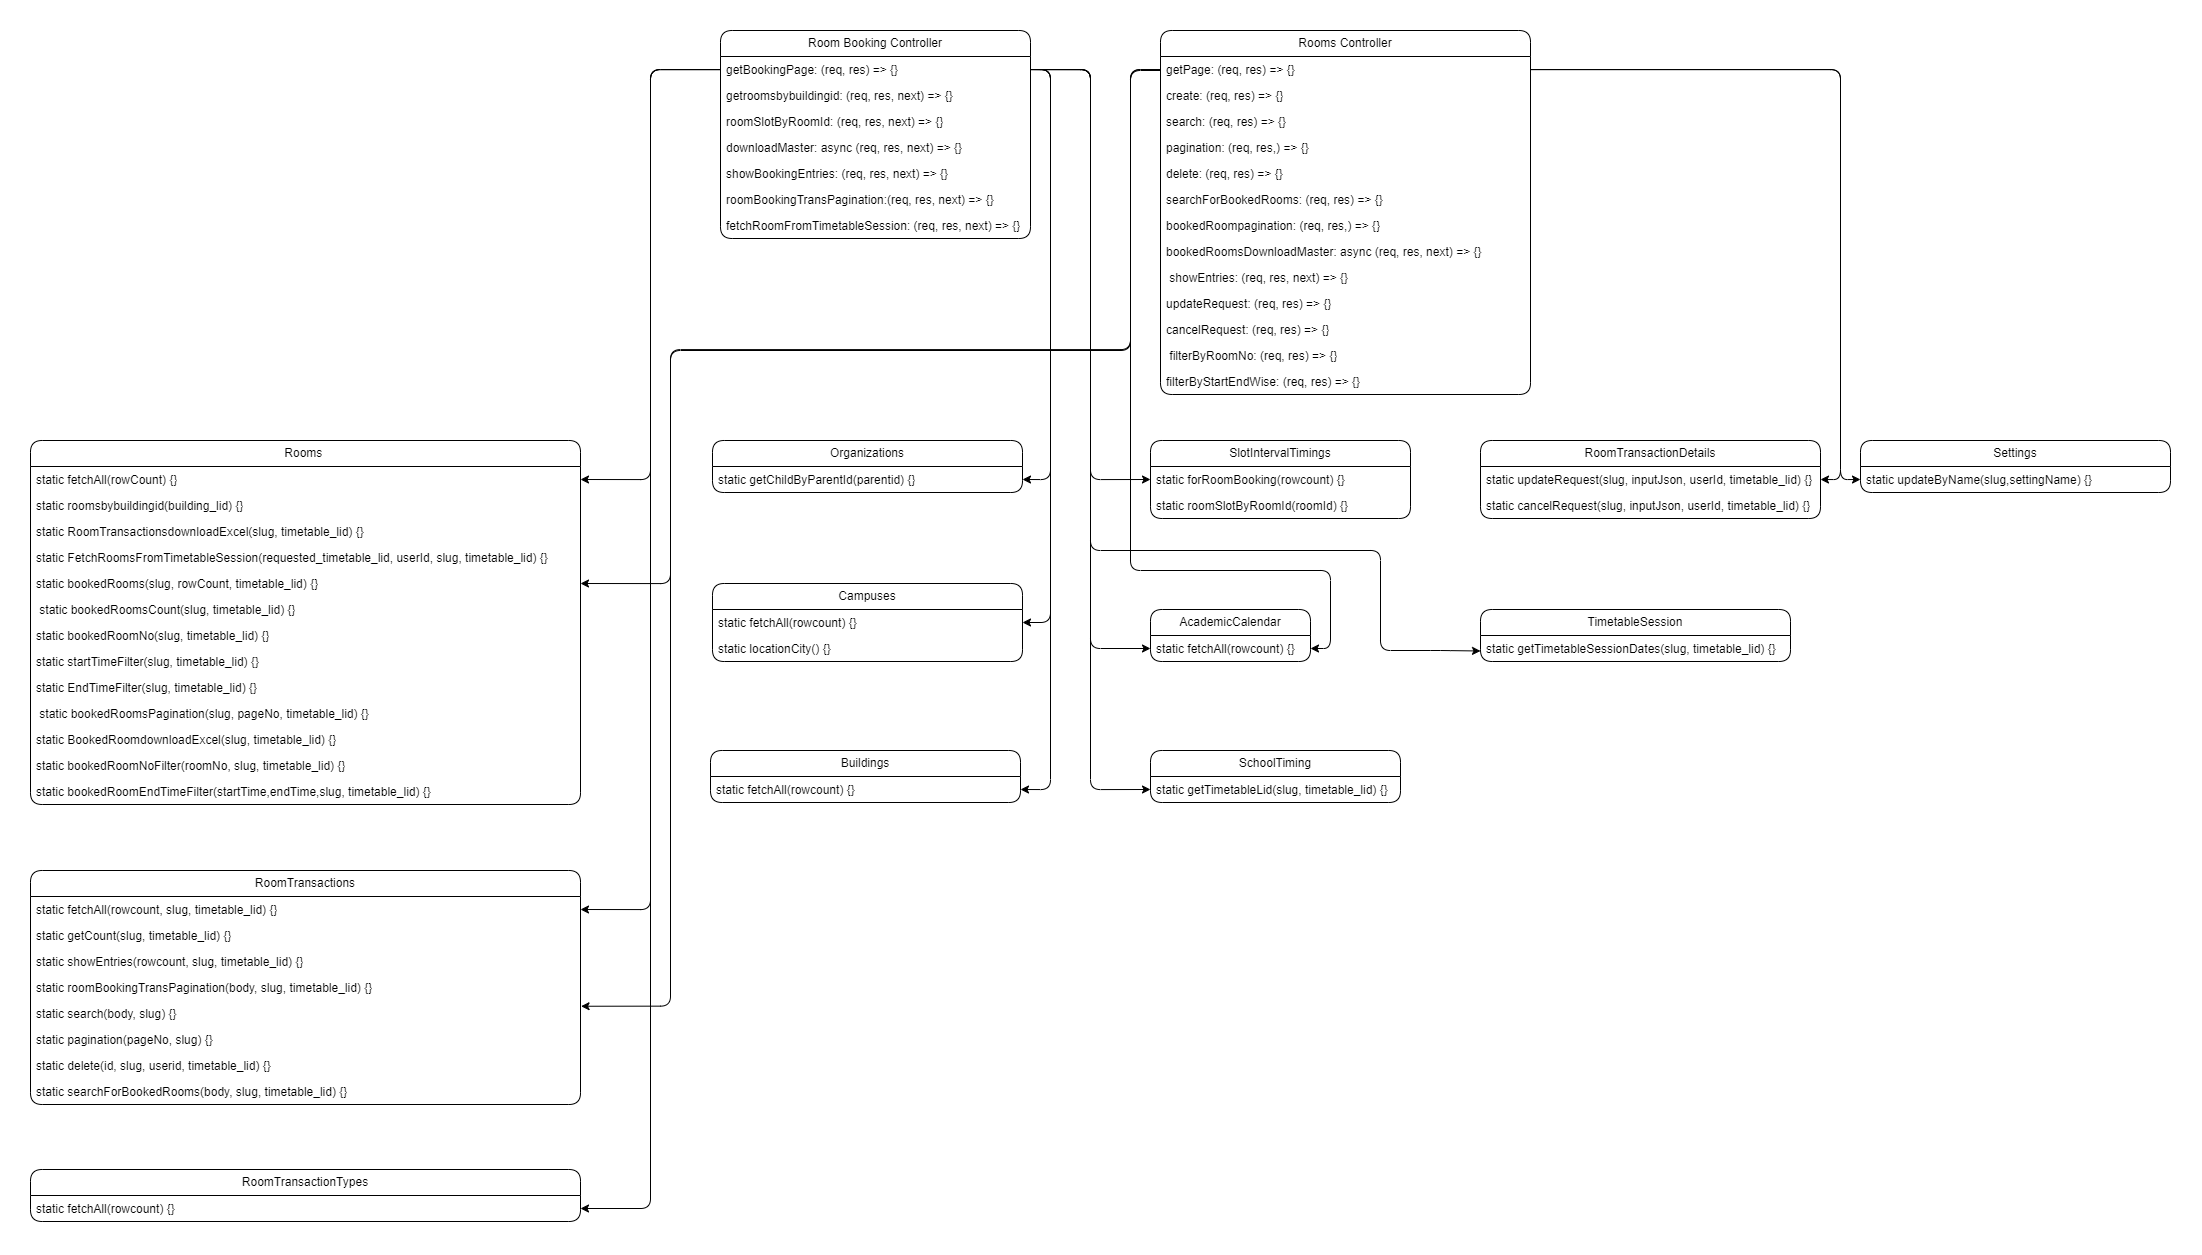 Room Booking Controller
getBookingPage: (req, res) => {}
getroomsbybuildingid: (req, res, next) => {}
roomSlotByRoomId: (req, res, next) => {}
downloadMaster: async (req, res, next) => {}
showBookingEntries: (req, res, next) => {}
roomBookingTransPagination:(req, res, next) => {}
fetchRoomFromTimetableSession: (req, res, next) => {}
Rooms Controller
getPage: (req, res) => {}
create: (req, res) => {}
search: (req, res) => {}
pagination: (req, res,) => {}
delete: (req, res) => {}
searchForBookedRooms: (req, res) => {}
bookedRoompagination: (req, res,) => {}
bookedRoomsDownloadMaster: async (req, res, next) => {}
showEntries: (req, res, next) => {}
updateRequest: (req, res) => {}
cancelRequest: (req, res) => {}
filterByRoomNo: (req, res) => {}
filterByStartEndWise: (req, res) => {}
Rooms
static fetchAll(rowCount) {}
static roomsbybuildingid(building_lid) {}
static RoomTransactionsdownloadExcel(slug, timetable_lid) {}
static FetchRoomsFromTimetableSession(requested_timetable_lid, userId, slug, timetable_lid) {}
static bookedRooms(slug, rowCount, timetable_lid) {}
static bookedRoomsCount(slug, timetable_lid) {}
static bookedRoomNo(slug, timetable_lid) {}
static startTimeFilter(slug, timetable_lid) {}
static EndTimeFilter(slug, timetable_lid) {}
static bookedRoomsPagination(slug, pageNo, timetable_lid) {}
static BookedRoomdownloadExcel(slug, timetable_lid) {}
static bookedRoomNoFilter(roomNo, slug, timetable_lid) {}
static bookedRoomEndTimeFilter(startTime,endTime,slug, timetable_lid) {}
Organizations
static getChildByParentId(parentid) {}
SlotIntervalTimings
static forRoomBooking(rowcount) {}
static roomSlotByRoomId(roomId) {}
RoomTransactionDetails
static updateRequest(slug, inputJson, userId, timetable_lid) {}
static cancelRequest(slug, inputJson, userId, timetable_lid) {}
Settings
static updateByName(slug,settingName) {}
Campuses
static fetchAll(rowcount) {}
static locationCity() {}
AcademicCalendar
static fetchAll(rowcount) {}
TimetableSession
static getTimetableSessionDates(slug, timetable_lid) {}
Buildings
static fetchAll(rowcount) {}
SchoolTiming
static getTimetableLid(slug, timetable_lid) {}
RoomTransactions
static fetchAll(rowcount, slug, timetable_lid) {}
static getCount(slug, timetable_lid) {}
static showEntries(rowcount, slug, timetable_lid) {}
static roomBookingTransPagination(body, slug, timetable_lid) {}
static search(body, slug) {}
static pagination(pageNo, slug) {}
static delete(id, slug, userid, timetable_lid) {}
static searchForBookedRooms(body, slug, timetable_lid) {}
RoomTransactionTypes
static fetchAll(rowcount) {}